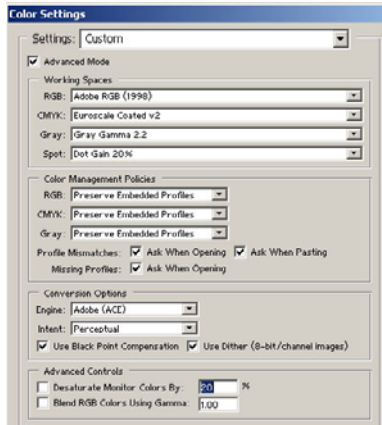 Color Settings
Settings: Custom
Advanced Mode
Working Spaces
RGB: Adobe RGB (1998)
CMYK: Euroscale Coated v2
Gray: Gray Gamma 2.2
Spot: Dot Gain 20%
Color Management Policies
RGB: Preserve Embedded Profiles
CMYK: Preserve Embedded Profiles
Gray: Preserve Embedded Profiles
Profile Mismatches: Ask When Opening Ask When Pasting
Missing Profiles: Ask When Opening
Conversion Options
Engine: Adobe (ACE)
Intent: Perceptual
Use Black Point Compensation Use Dither (8-bit/channel images)
Advanced Controls
Desaturate Monitor Colors By: 20 %
Blend RGB Colors Using Gamma: 1.00